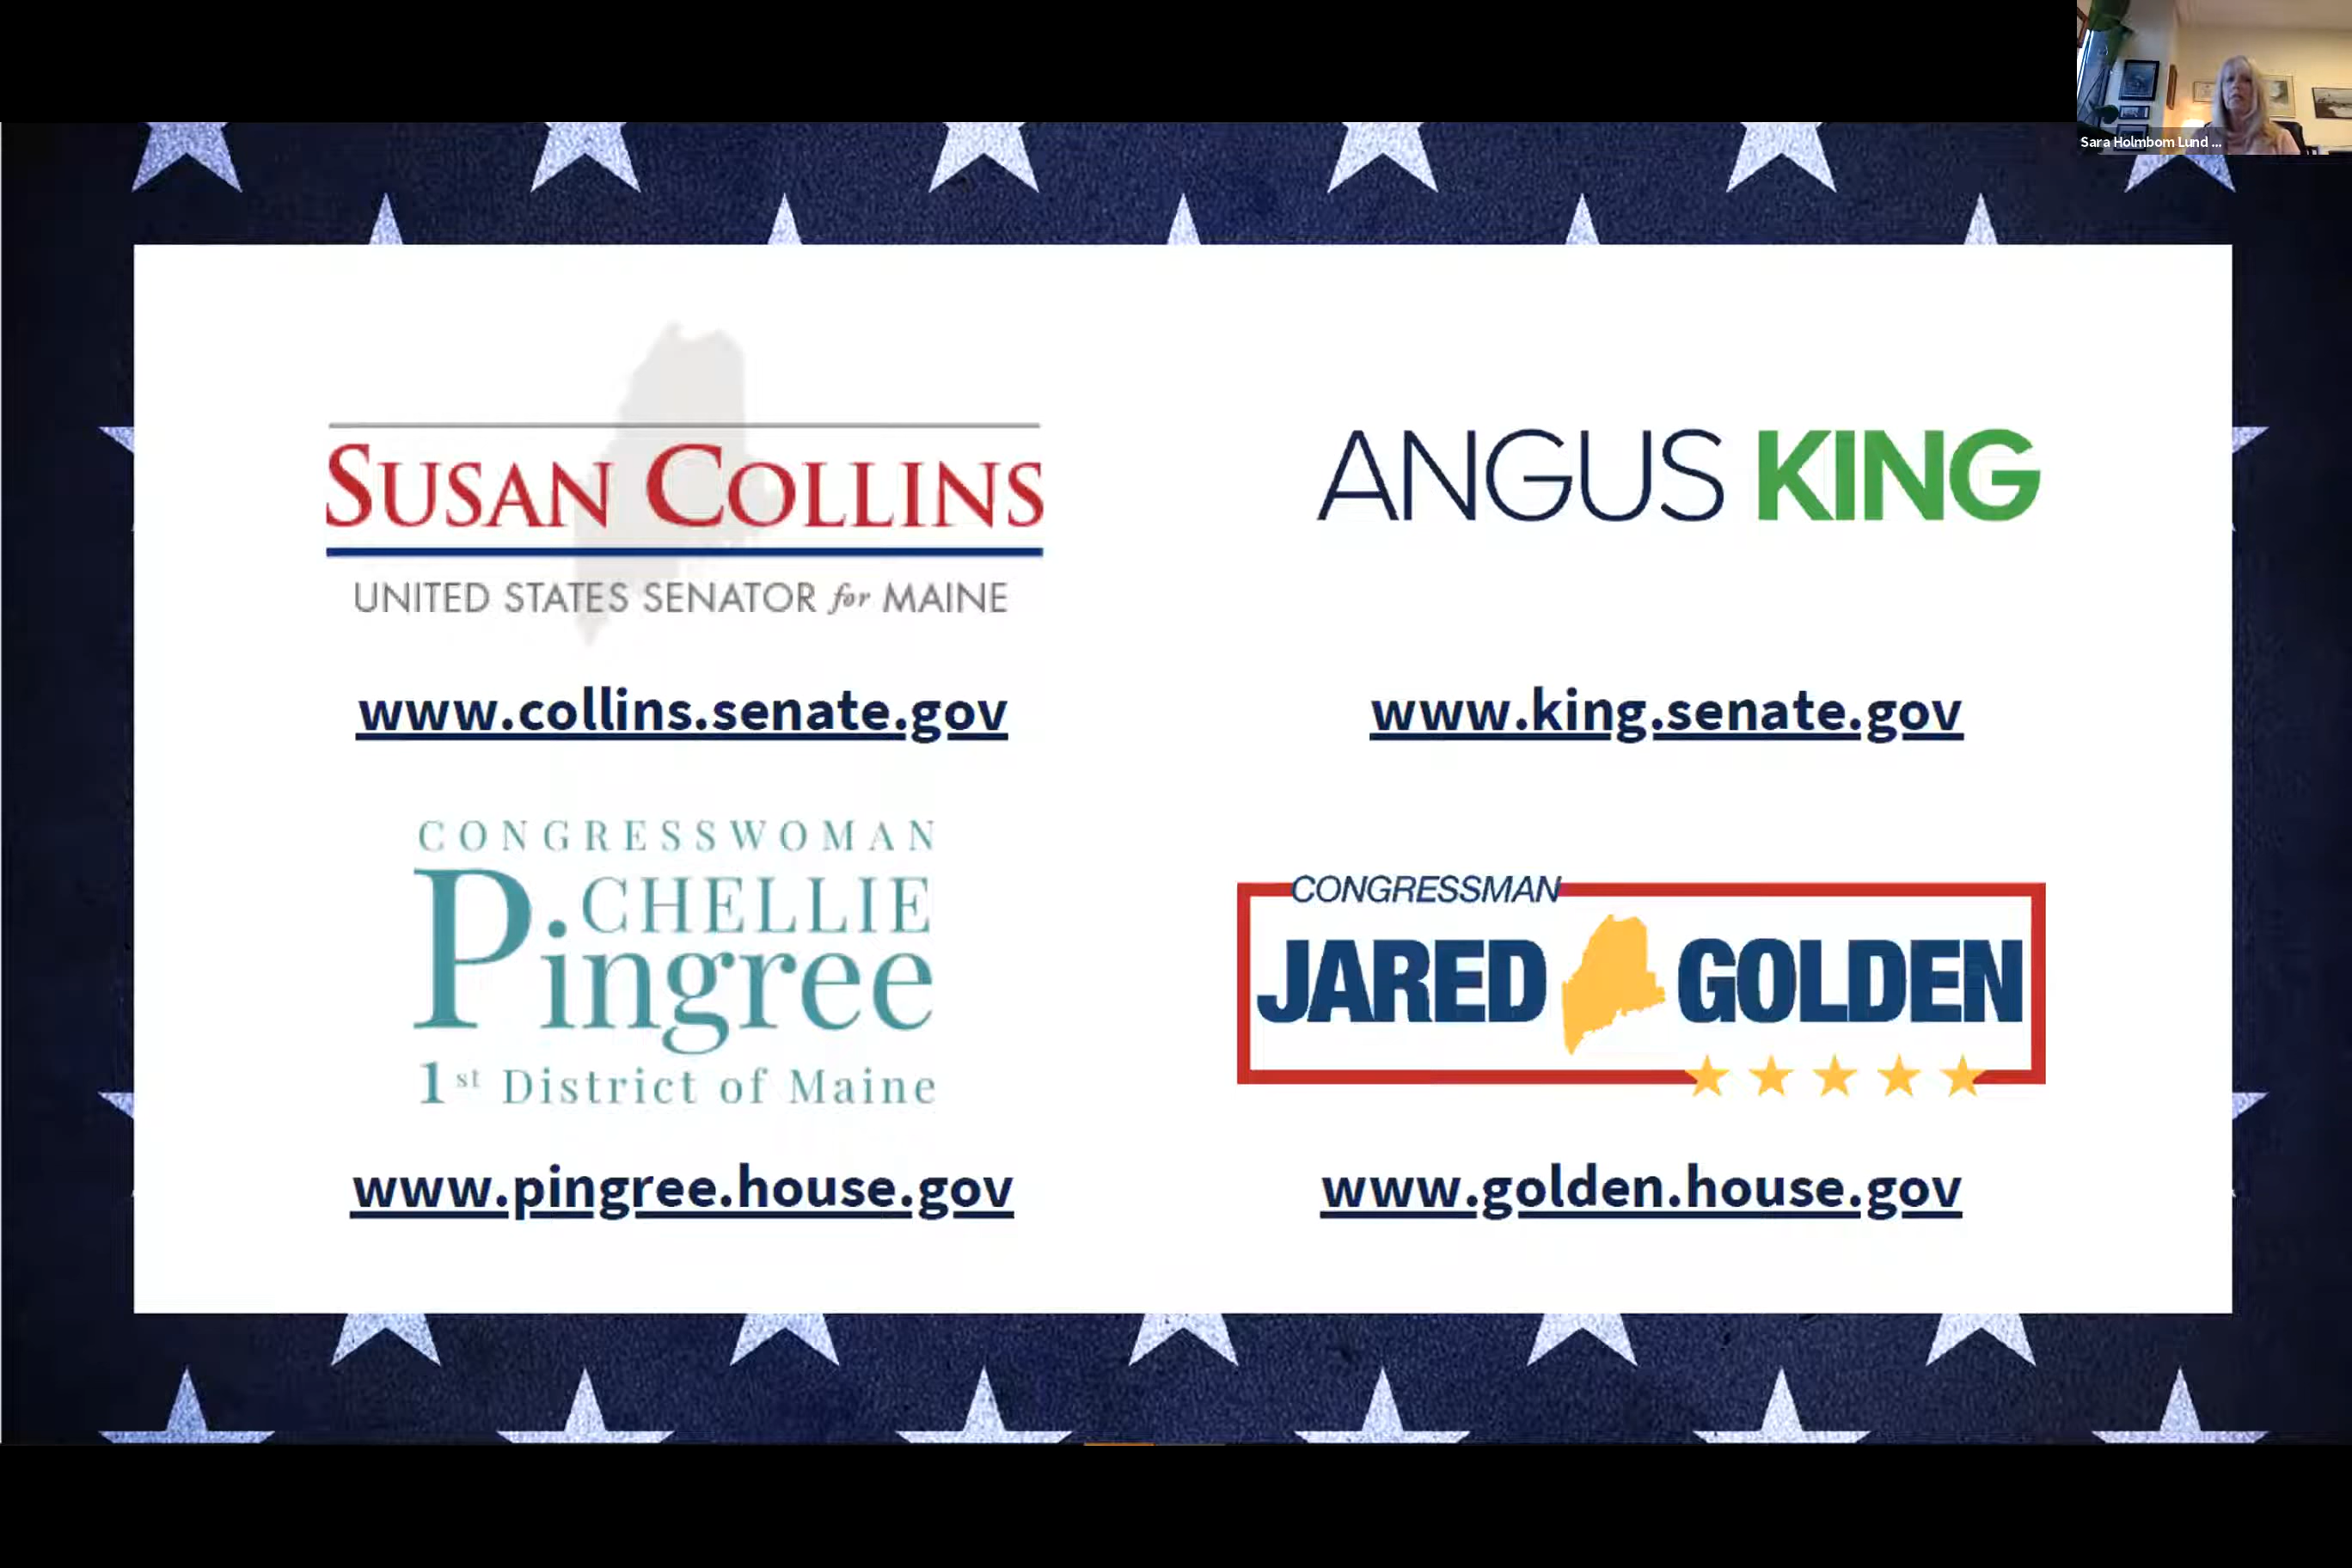 Sara Holmbom Lund ...
SUSAN COLLINS
UNITED STATES SENATOR for MAINE
www.collins.senate.gov
ANGUS KING
www.king.senate.gov
CONGRESSWOMAN
CHELLIE
Pingree
1st District of Maine
www.pingree.house.gov
CONGRESSMAN
JARED GOLDEN
www.golden.house.gov